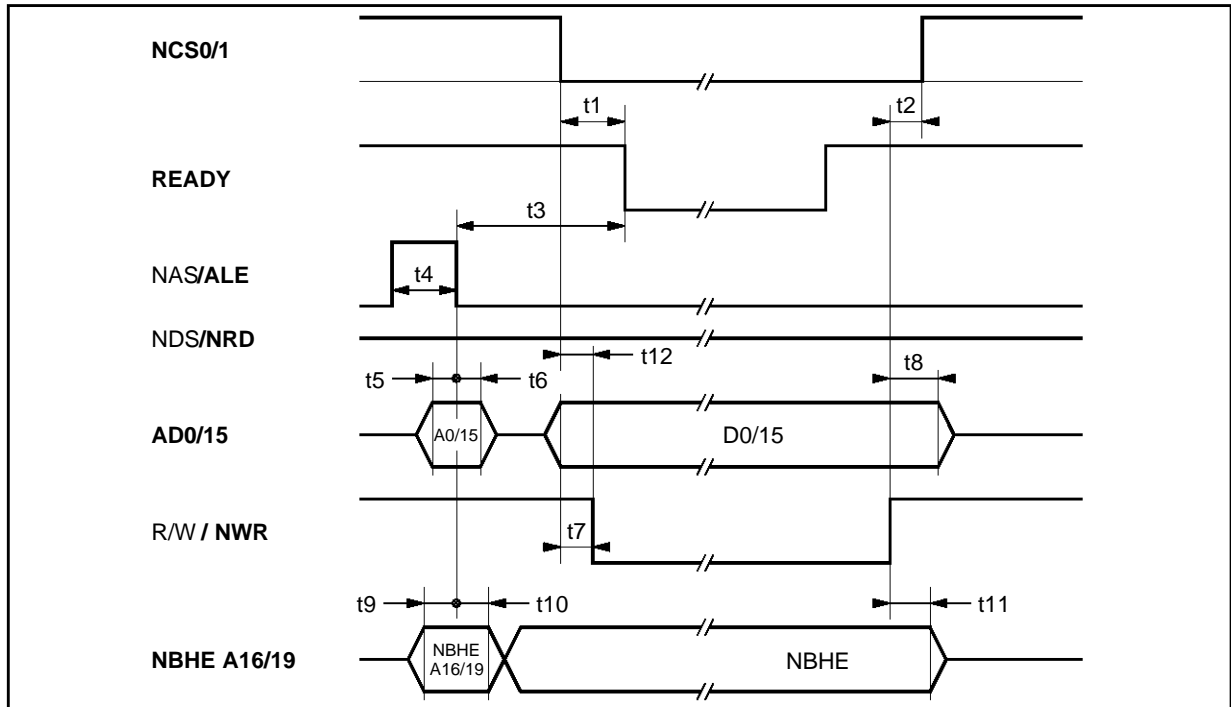 NCS0/1
t1
t2
READY
t3
NAS/ALE
t4
NDS/NRD
t12
t5
t6
t8
AD0/15
A0/15
D0/15
R/W / NWR
t7
t9
t10
t11
NBHE A16/19
NBHE
A16/19
NBHE